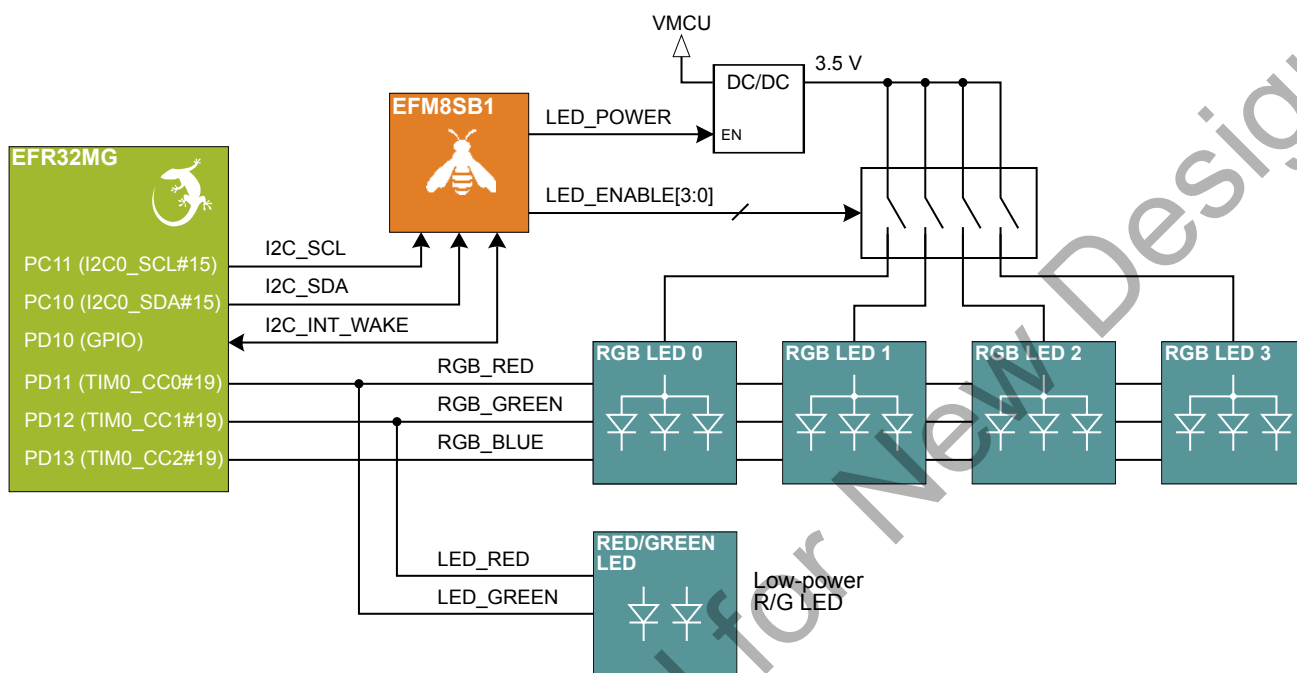 VMCU
3.5 V
DC/DC
EN
EFM8SB1
LED_POWER
LED_ENABLE[3:0]
EFR32MG
PC11 (I2C0_SCL#15)
I2C_SCL
PC10 (I2C0_SDA#15)
I2C_SDA
PD10 (GPIO)
I2C_INT_WAKE
PD11 (TIM0_CC0#19)
RGB_RED
PD12 (TIM0_CC1#19)
RGB_GREEN
PD13 (TIM0_CC2#19)
RGB_BLUE
RGB LED 0
RGB LED 1
RGB LED 2
RGB LED 3
RED/GREEN
LED
LED_RED
LED_GREEN
Low-power
R/G LED
for New Design